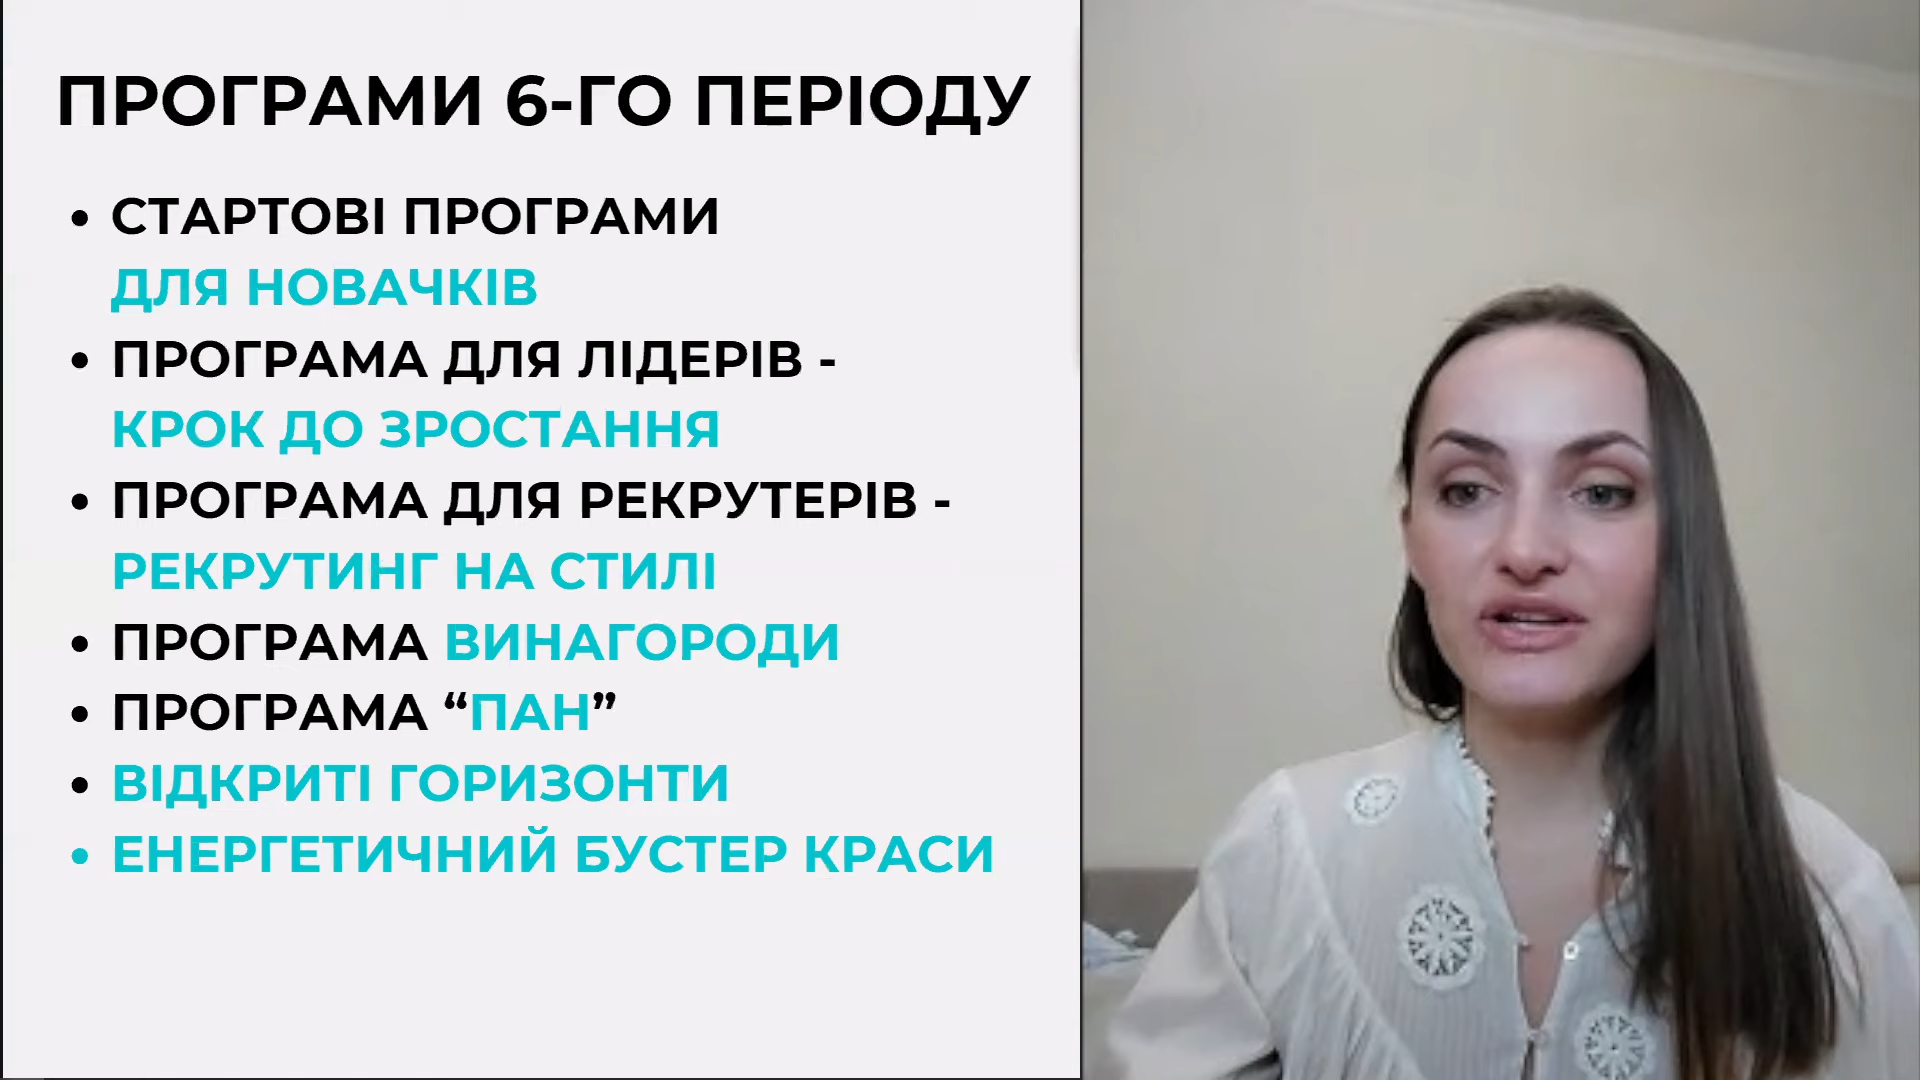 ПРОГРАМИ 6-ГО ПЕРІОДУ
• СТАРТОВІ ПРОГРАМИ
ДЛЯ НОВАЧКІВ
• ПРОГРАМА ДЛЯ ЛІДЕРІВ -
КРОК ДО ЗРОСТАННЯ
• ПРОГРАМА ДЛЯ РЕКРУТЕРІВ -
РЕКРУТИНГ НА СТИЛІ
• ПРОГРАМА ВИНАГОРОДИ
• ПРОГРАМА “ПАН”
• ВІДКРИТІ ГОРИЗОНТИ
• ЕНЕРГЕТИЧНИЙ БУСТЕР КРАСИ